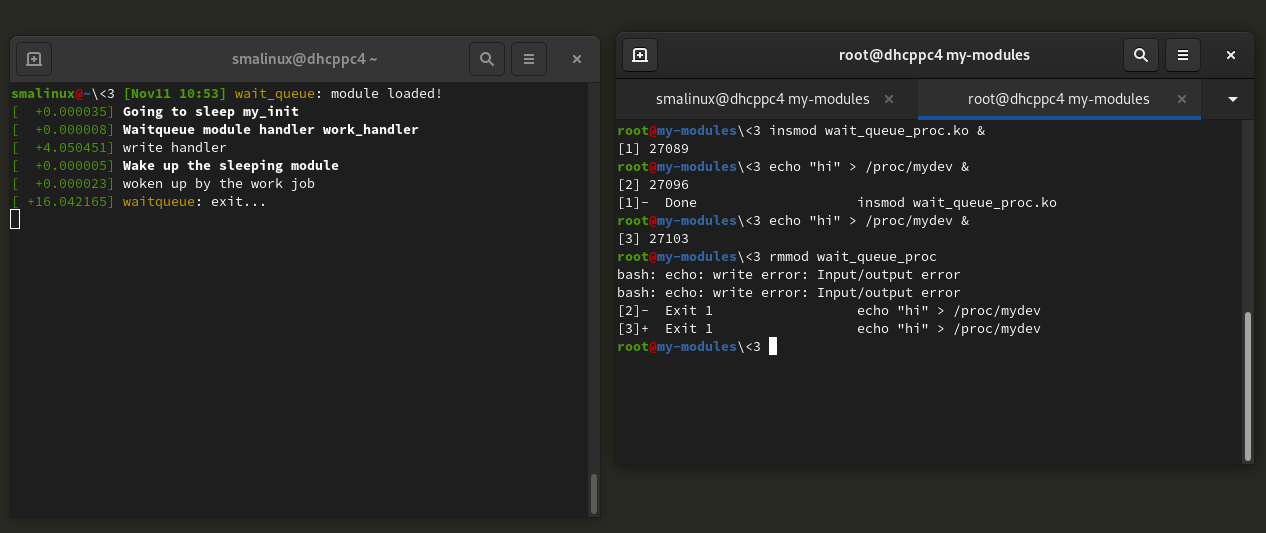 smalinux@dhcppc4 ~
smalinux@~\<3 [Nov11 10:53] wait_queue: module loaded!
[  +0.000035] Going to sleep my_init
[  +0.000008] Waitqueue module handler work_handler
[  +4.050451] write handler
[  +0.000005] Wake up the sleeping module
[  +0.000023] woken up by the work job
[ +16.042165] waitqueue: exit...
root@dhcppc4 my-modules
smalinux@dhcppc4 my-modules
root@dhcppc4 my-modules
root@my-modules\<3 insmod wait_queue_proc.ko &
[1] 27089
root@my-modules\<3 echo "hi" > /proc/mydev &
[2] 27096
[1]-  Done                    insmod wait_queue_proc.ko
root@my-modules\<3 echo "hi" > /proc/mydev &
[3] 27103
root@my-modules\<3 rmmod wait_queue_proc
bash: echo: write error: Input/output error
bash: echo: write error: Input/output error
[2]-  Exit 1                  echo "hi" > /proc/mydev
[3]+  Exit 1                  echo "hi" > /proc/mydev
root@my-modules\<3